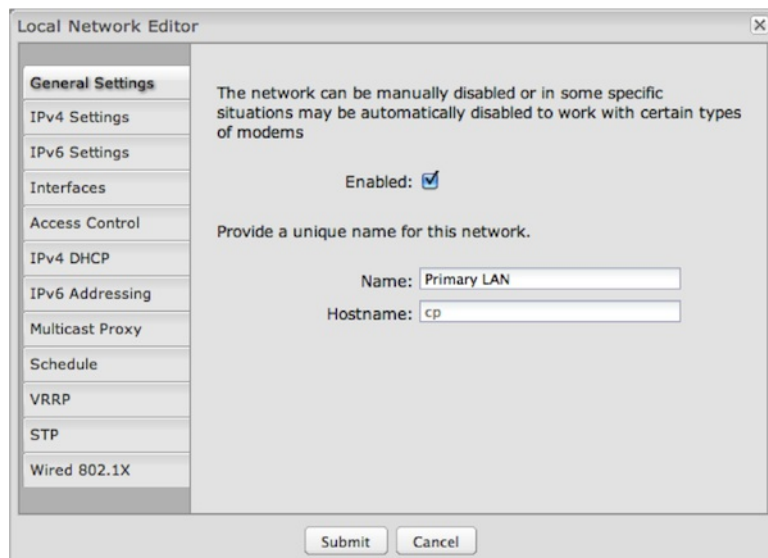 Local Network Editor
General Settings
IPv4 Settings
IPv6 Settings
Interfaces
Access Control
IPv4 DHCP
IPv6 Addressing
Multicast Proxy
Schedule
VRRP
STP
Wired 802.1X
The network can be manually disabled or in some specific
situations may be automatically disabled to work with certain types
of modems
Enabled:
Provide a unique name for this network.
Name: Primary LAN
Hostname: cp
Submit Cancel